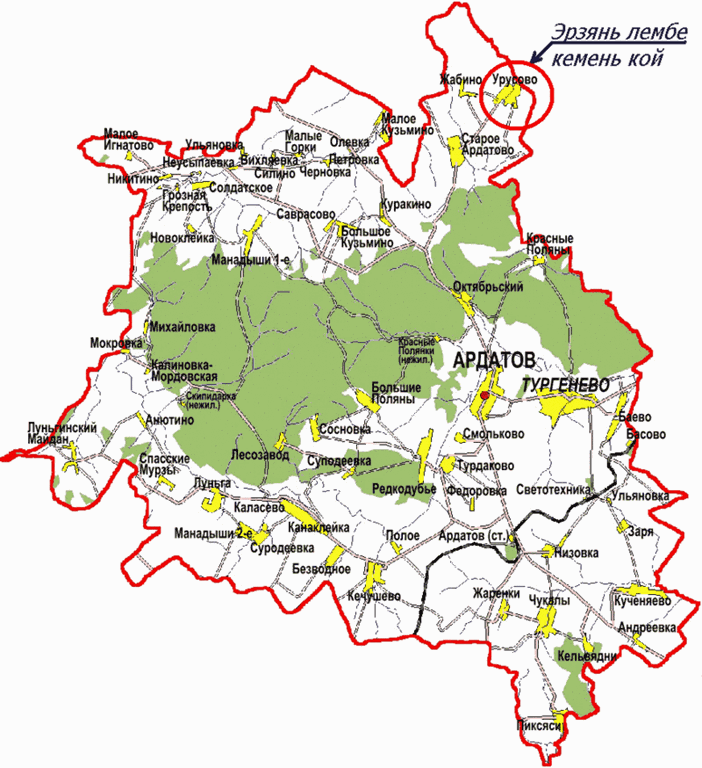 Эрзянь лембе
кемень кой
Жабино
Урусово
Малое
Кузьмино
Старое
Ардатово
Малое
Игнатово
Ульяновка
Малые
Горки
Олевка
Неусыпаевка
Вихляевка
Петровка
Силино
Черновка
Никитино
Солдатское
Грозная
Крепость
Саврасово
Куракино
Новоклейка
Большое
Кузьмино
Манадыши 1-е
Красные
Поляны
Октябрьский
Михайловка
Мокровка
Красные
Полянки
(нежил.)
АРДАТОВ
Калиновка-
Мордовская
ТУРГЕНЕВО
Скипидарка
(нежил.)
Большие
Поляны
Анютино
Баево
Луньгинский
Майдан
Сосновка
Смольково
Басово
Лесозавод
Спасские
Мурзы
Суподеевка
Турдаково
Луньга
Редкодубье
Федоровка
Светотехника
Ульяновка
Каласево
Канаклейка
Манадыши 2-е
Полое
Ардатов (ст.)
Заря
Суродеевка
Низовка
Безводное
Кечушево
Жаренки
Чукалы
Кученяево
Андреевка
Кельвядни
Пиксяси